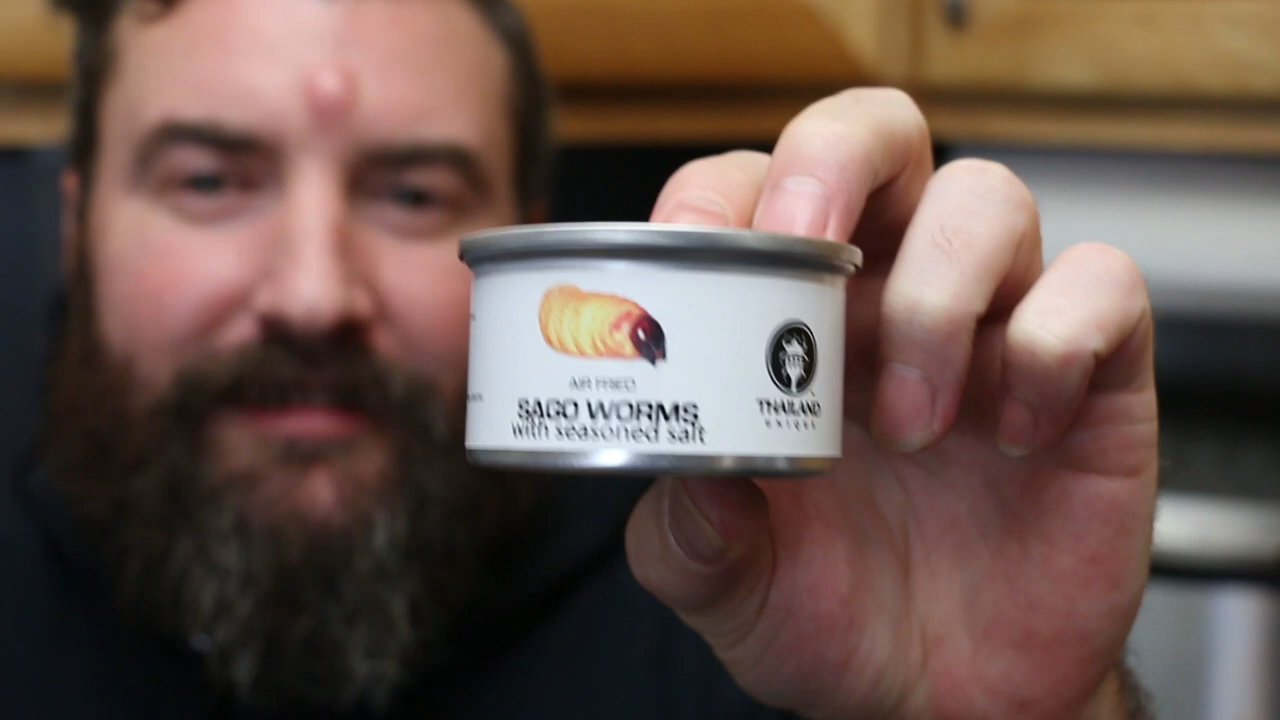 AIR FRIED
SAGO WORMS
with seasoned salt
THAILAND
UNIQUE